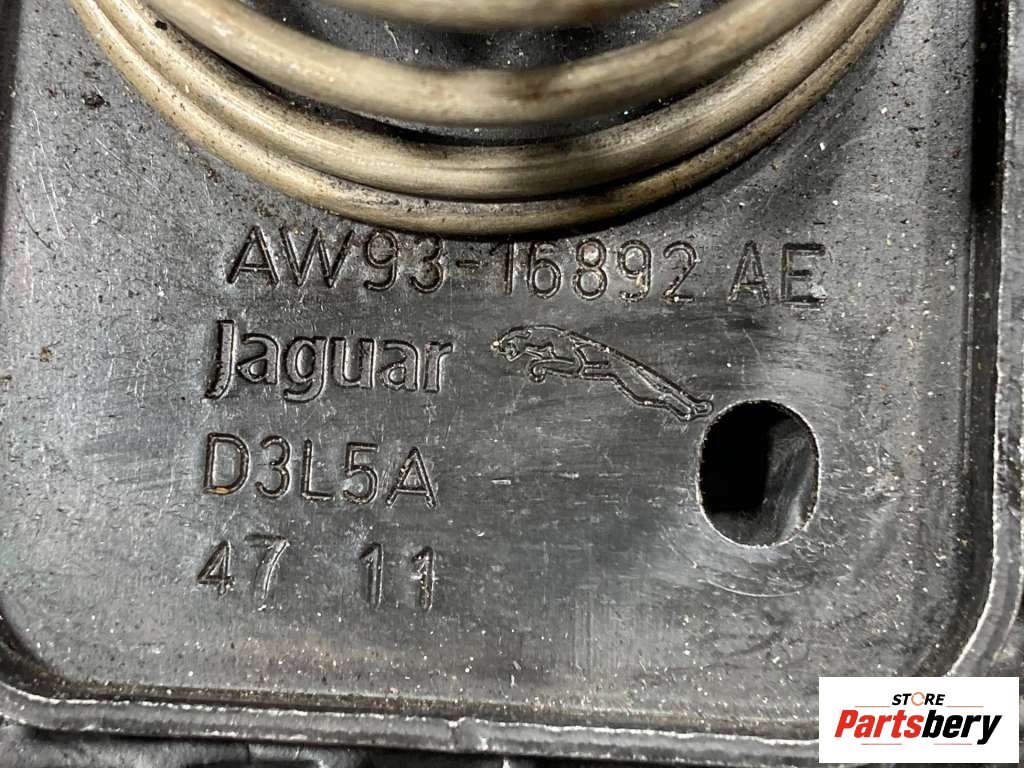 AW93-16892 AE
Jaguar
D3L5A
47 11
STORE
Partsbery